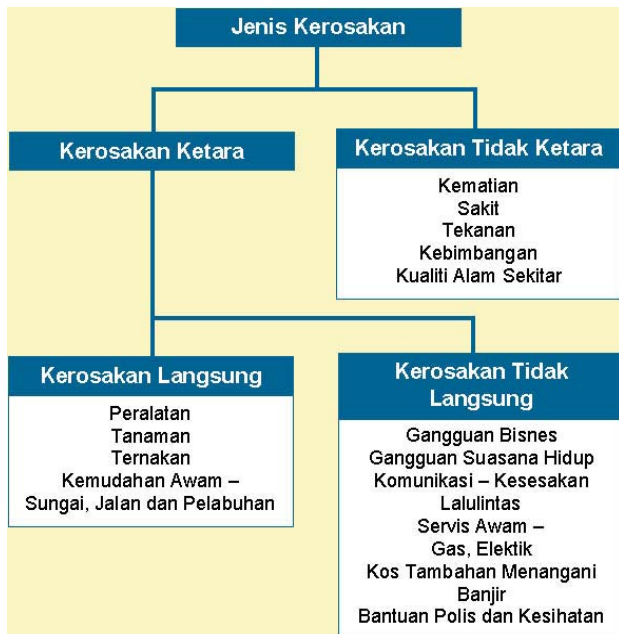 Jenis Kerosakan
Kerosakan Ketara
Kerosakan Tidak Ketara
Kematian
Sakit
Tekanan
Kebimbangan
Kualiti Alam Sekitar
Kerosakan Langsung
Peralatan
Tanaman
Ternakan
Kemudahan Awam –
Sungai, Jalan dan Pelabuhan
Kerosakan Tidak
Langsung
Gangguan Bisnes
Gangguan Suasana Hidup
Komunikasi – Kesesakan
Lalulintas
Servis Awam –
Gas, Elektik
Kos Tambahan Menangani
Banjir
Bantuan Polis dan Kesihatan